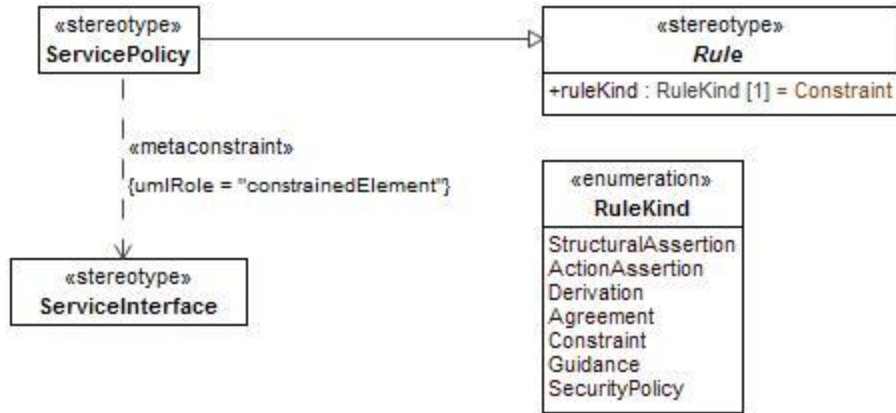 «stereotype»
ServicePolicy
«stereotype»
Rule
+ruleKind : RuleKind [1] = Constraint
«metaconstraint»
{umlRole = "constrainedElement"}
«stereotype»
ServiceInterface
«enumeration»
RuleKind
StructuralAssertion
ActionAssertion
Derivation
Agreement
Constraint
Guidance
SecurityPolicy